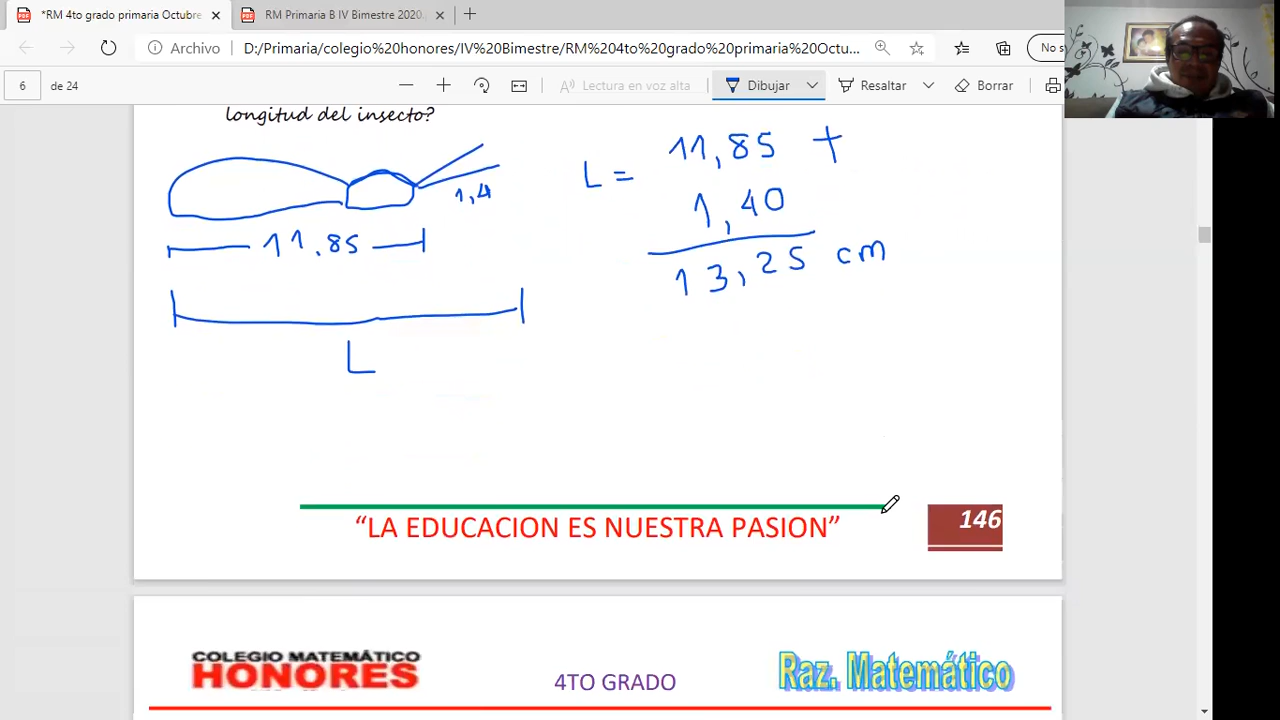 *RM 4to grado primaria Octubre
RM Primaria B IV Bimestre 2020.
Archivo
D:/Primaria/colegio%20honores/IV%20Bimestre/RM%204to%20grado%20primaria%20Octu...
No s
6
de 24
Lectura en voz alta
Dibujar
Resaltar
Borrar
longitud del insecto?
1,4
11.85
L
L = 11,85 +
1,40
13,25 cm
"LA EDUCACION ES NUESTRA PASION"
146
COLEGIO MATEMÁTICO
HONORES
4TO GRADO
Raz. Matemático